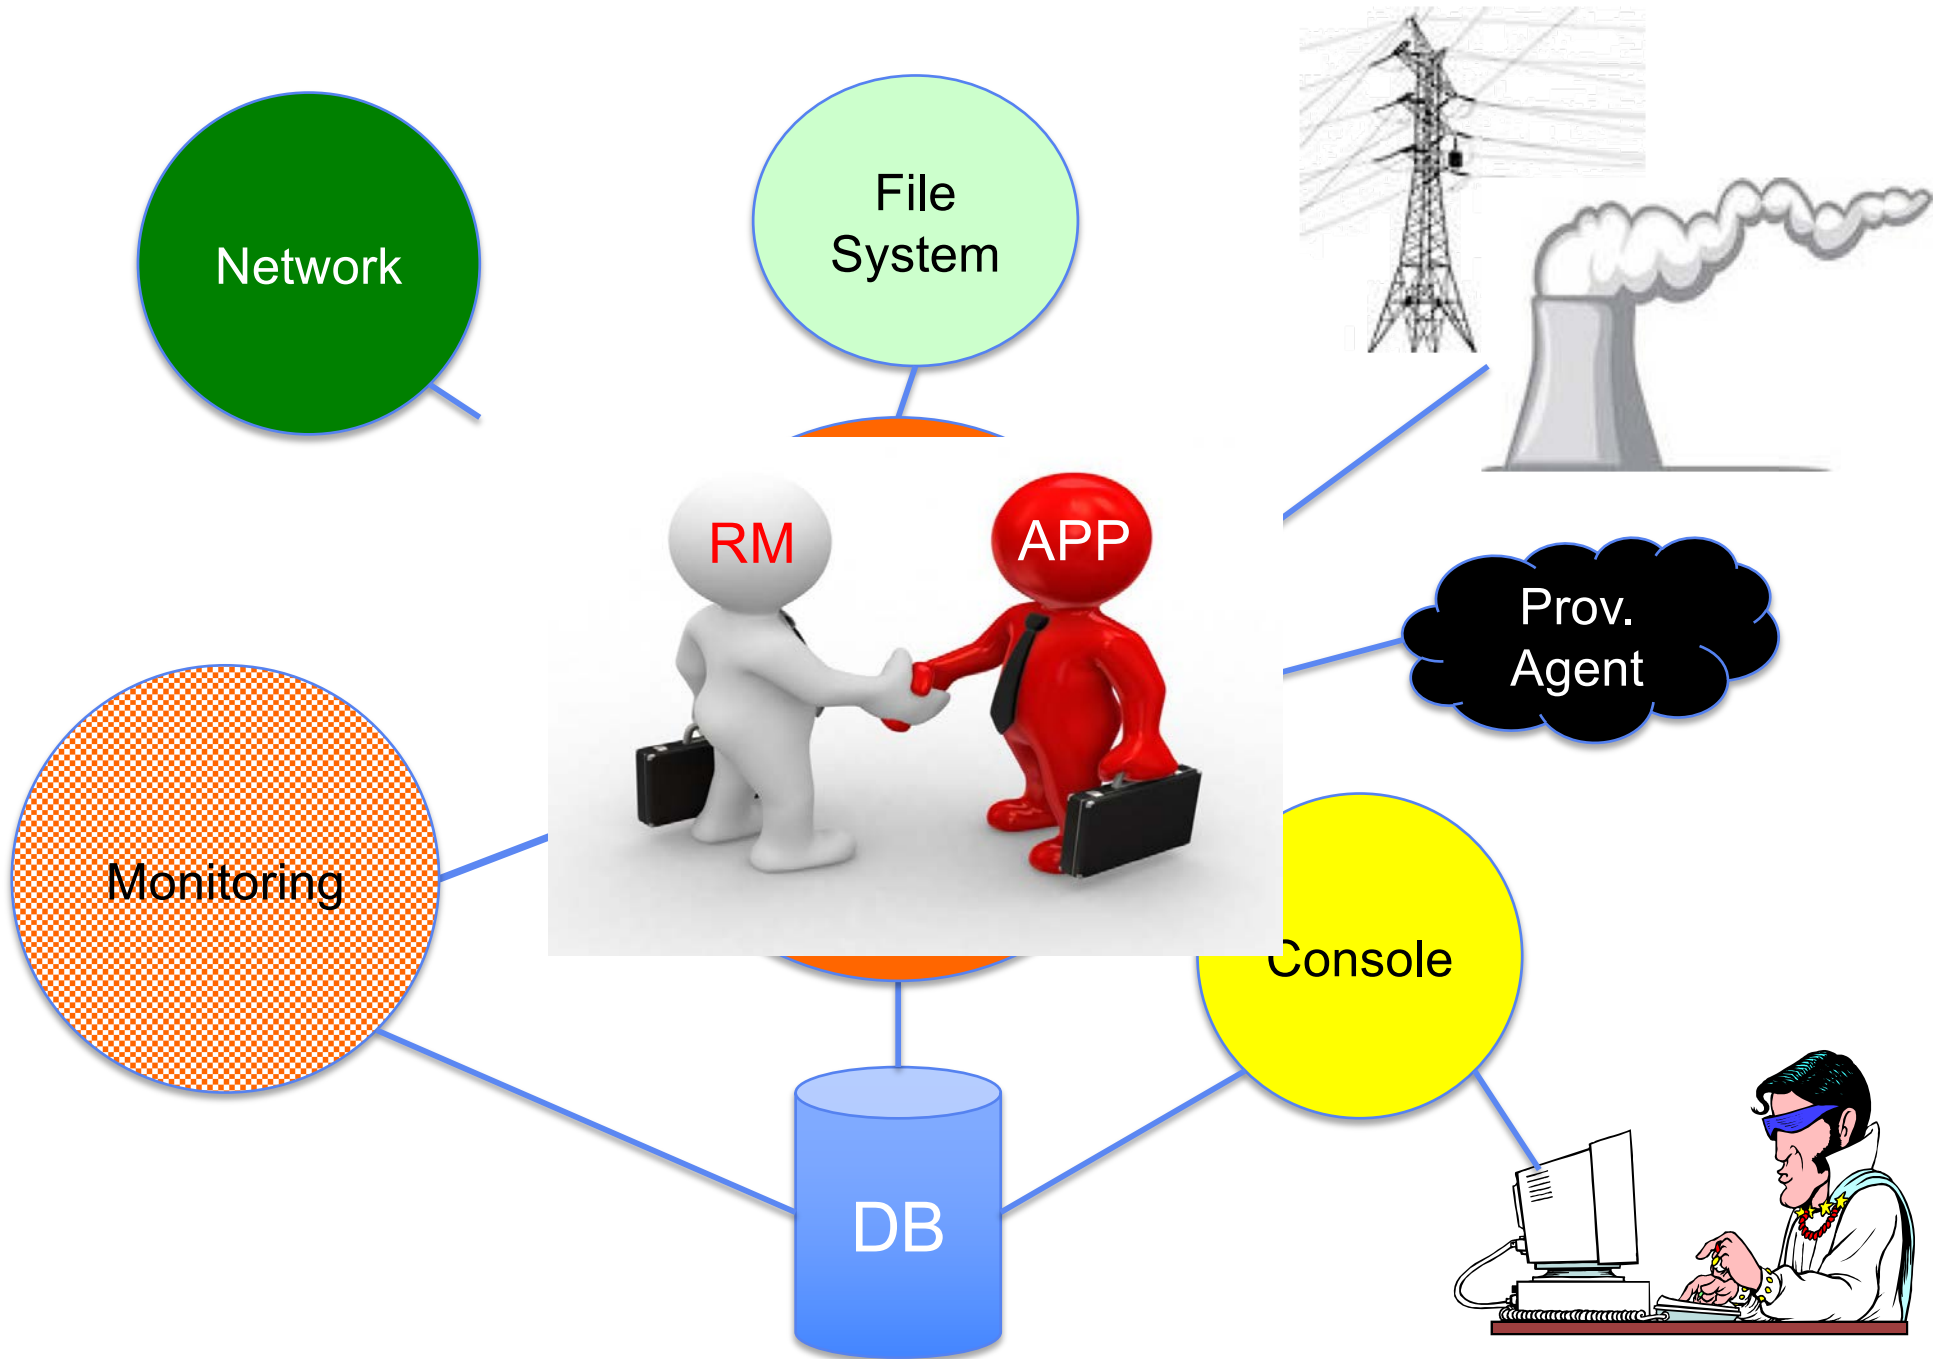 Network
File
System
RM
APP
Prov.
Agent
Monitoring
Console
DB